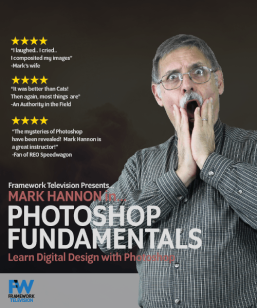 "I laughed.. I cried..
I composited my images"
-Mark's wife
"It was better than Cats!
Then again, most things are"
-An Authority in the Field
"The mysteries of Photoshop
have been revealed! Mark Hannon is
a great instructor!"
-Fan of REO Speedwagon
Framework Television Presents
MARK HANNON in...
PHOTOSHOP
FUNDAMENTALS
Learn Digital Design with Photoshop
FW
FRAMEWORK
TELEVISION